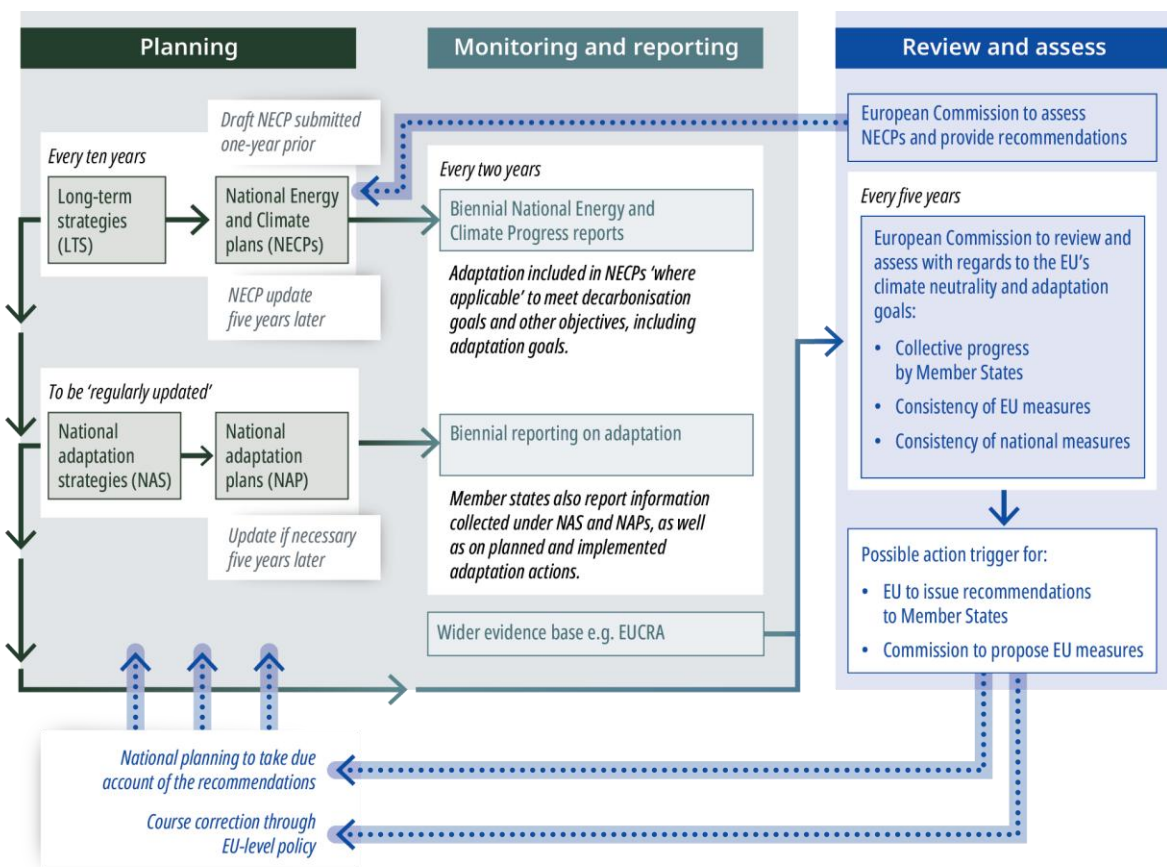 Planning
Draft NECP submitted
one-year prior
Every ten years
Long-term
strategies
(LTS)
National Energy
and Climate
plans (NECPs)
NECP update
five years later
To be ‘regularly updated’
National
adaptation
strategies (NAS)
National
adaptation
plans (NAP)
Update if necessary
five years later
Monitoring and reporting
Every two years
Biennial National Energy and
Climate Progress reports
Adaptation included in NECPs ‘where
applicable’ to meet decarbonisation
goals and other objectives, including
adaptation goals.
Biennial reporting on adaptation
Member states also report information
collected under NAS and NAPs, as well
as on planned and implemented
adaptation actions.
Wider evidence base e.g. EUCRA
Review and assess
European Commission to assess
NECPs and provide recommendations
Every five years
European Commission to review and
assess with regards to the EU’s
climate neutrality and adaptation
goals:
• Collective progress
by Member States
• Consistency of EU measures
• Consistency of national measures
Possible action trigger for:
• EU to issue recommendations
to Member States
• Commission to propose EU measures
National planning to take due
account of the recommendations
Course correction through
EU-level policy